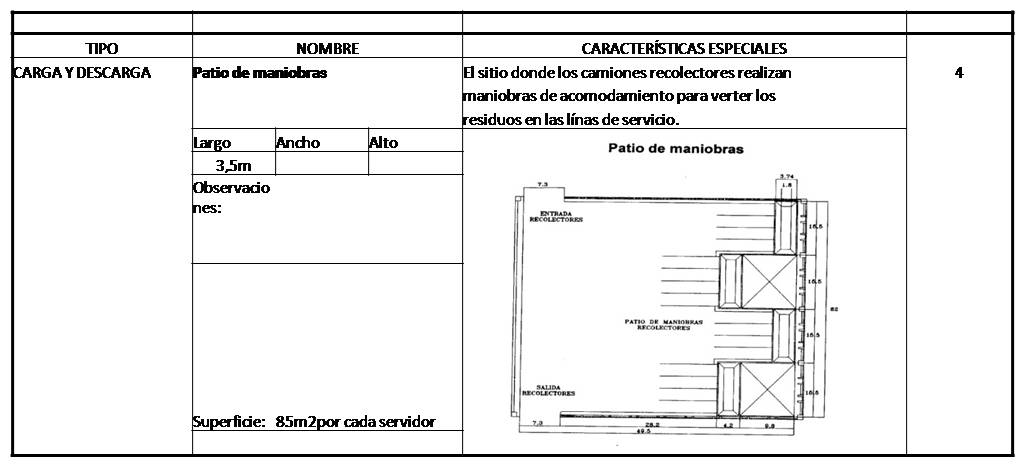 TIPO NOMBRE CARACTERÍSTICAS ESPECIALES
CARGA Y DESCARGA Patio de maniobras El sitio donde los camiones recolectores realizan 4
maniobras de acomodamiento para verter los
residuos en las línas de servicio.
Largo Ancho Alto
3,5m
Observacio
nes:
Superficie: 85m2por cada servidor
Patio de maniobras
3.74
7.3 1.8
ENTRADA
RECOLECTORES
16.5
16.5
62
PATIO DE MANIOBRAS
RECOLECTORES
16.5
SALIDA
RECOLECTORES
16.5
7.3 28.2 4.2 9.8
49.5